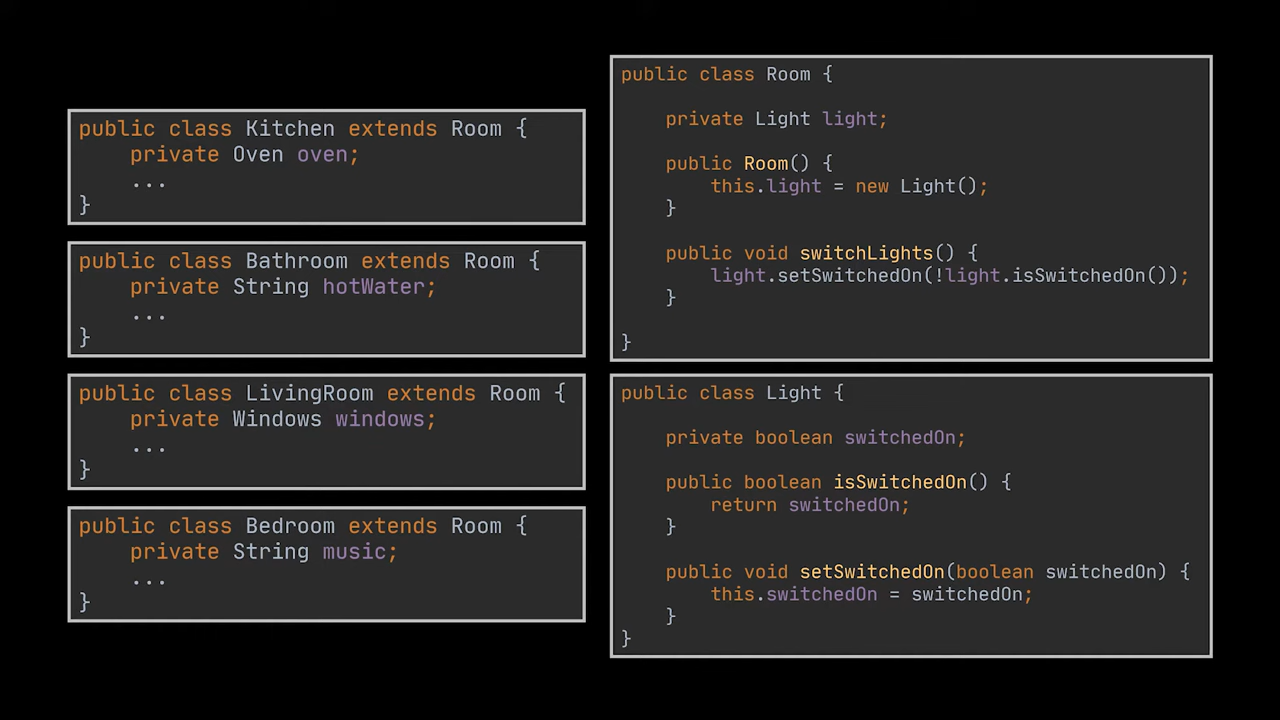 public class Kitchen extends Room {
    private Oven oven;
    ...
}
public class Bathroom extends Room {
    private String hotWater;
    ...
}
public class LivingRoom extends Room {
    private Windows windows;
    ...
}
public class Bedroom extends Room {
    private String music;
    ...
}
public class Room {
    private Light light;
    public Room() {
        this.light = new Light();
    }
    public void switchLights() {
        light.setSwitchedOn(!light.isSwitchedOn());
    }
}
public class Light {
    private boolean switchedOn;
    public boolean isSwitchedOn() {
        return switchedOn;
    }
    public void setSwitchedOn(boolean switchedOn) {
        this.switchedOn = switchedOn;
    }
}